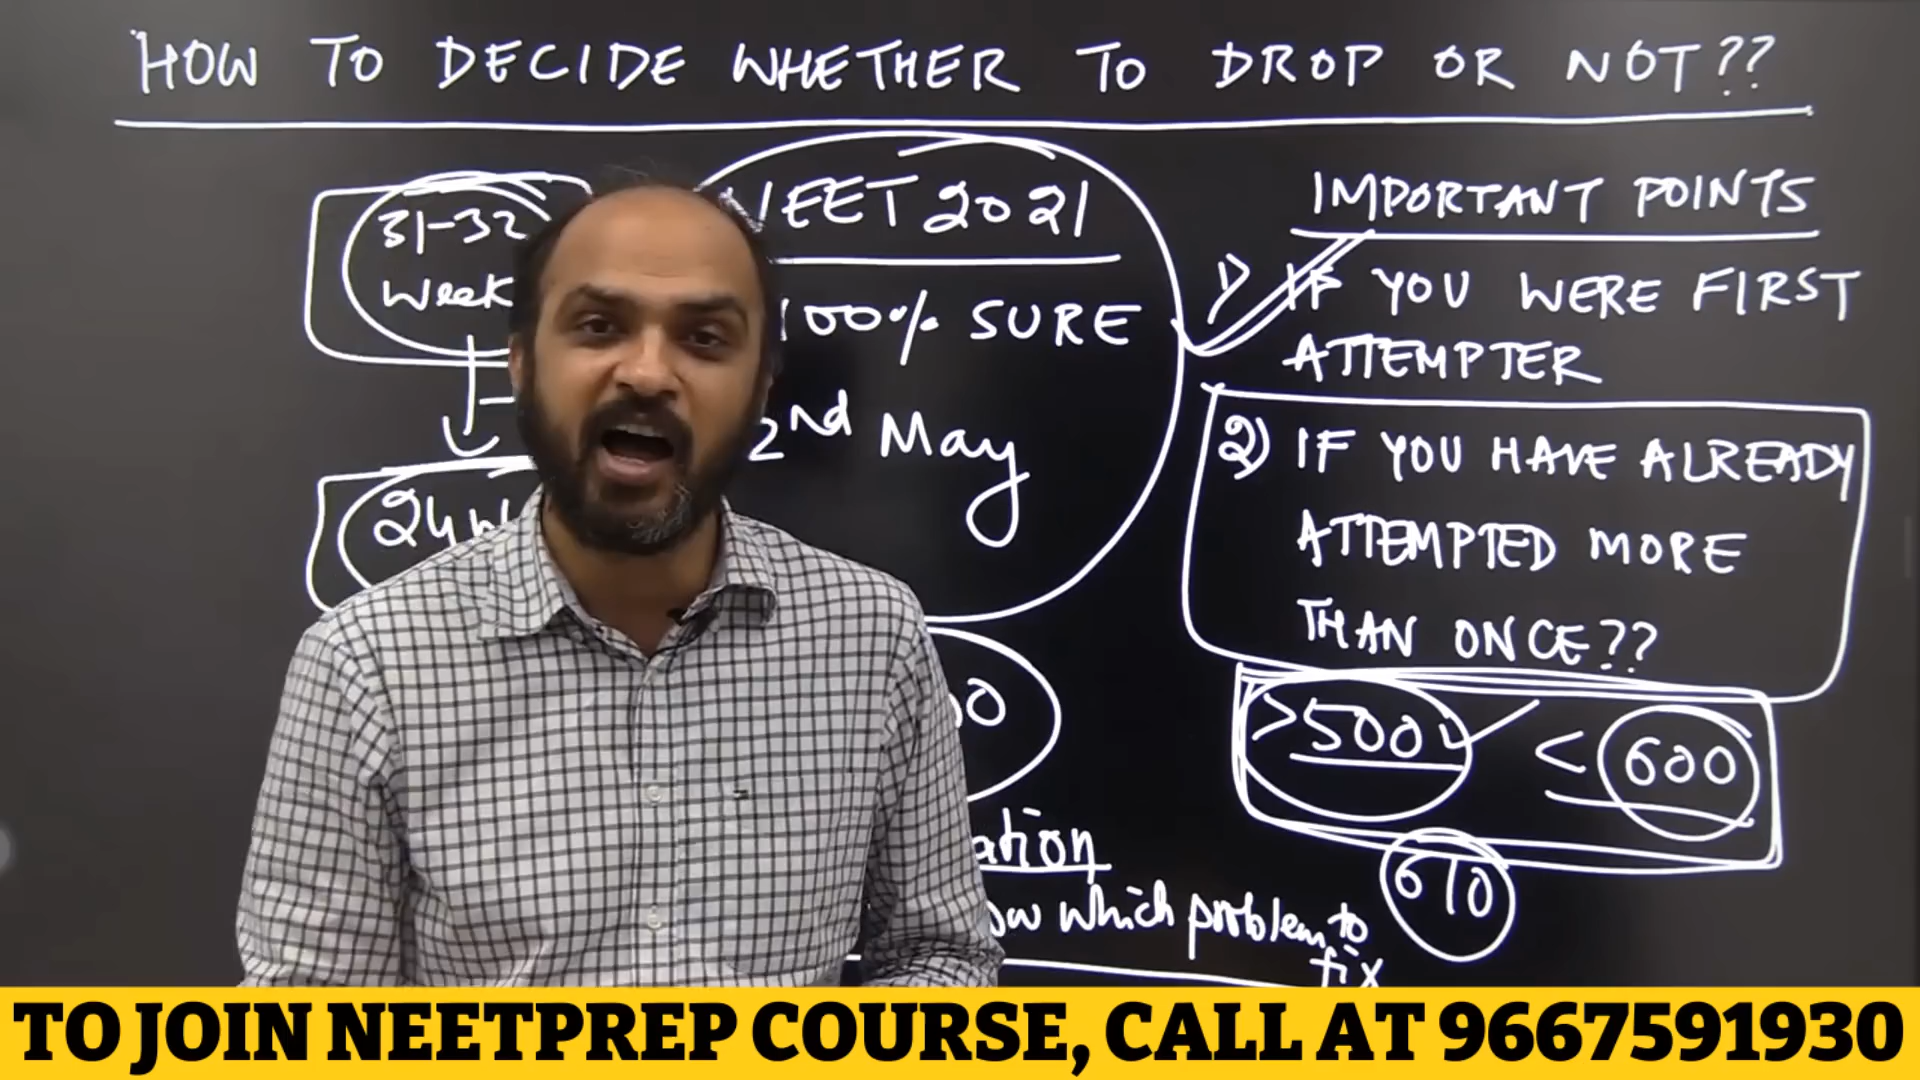 HOW TO DECIDE WHETHER TO DROP OR NOT??
31-32
Week
24
NEET 2021
100% SURE
2nd May
IMPORTANT POINTS
1) IF YOU WERE FIRST
ATTEMPTER
2) IF YOU HAVE ALREADY
ATTEMPTED MORE
THAN ONCE??
>500 < 600
610
which problem to
fix
TO JOIN NEETPREP COURSE, CALL AT 9667591930